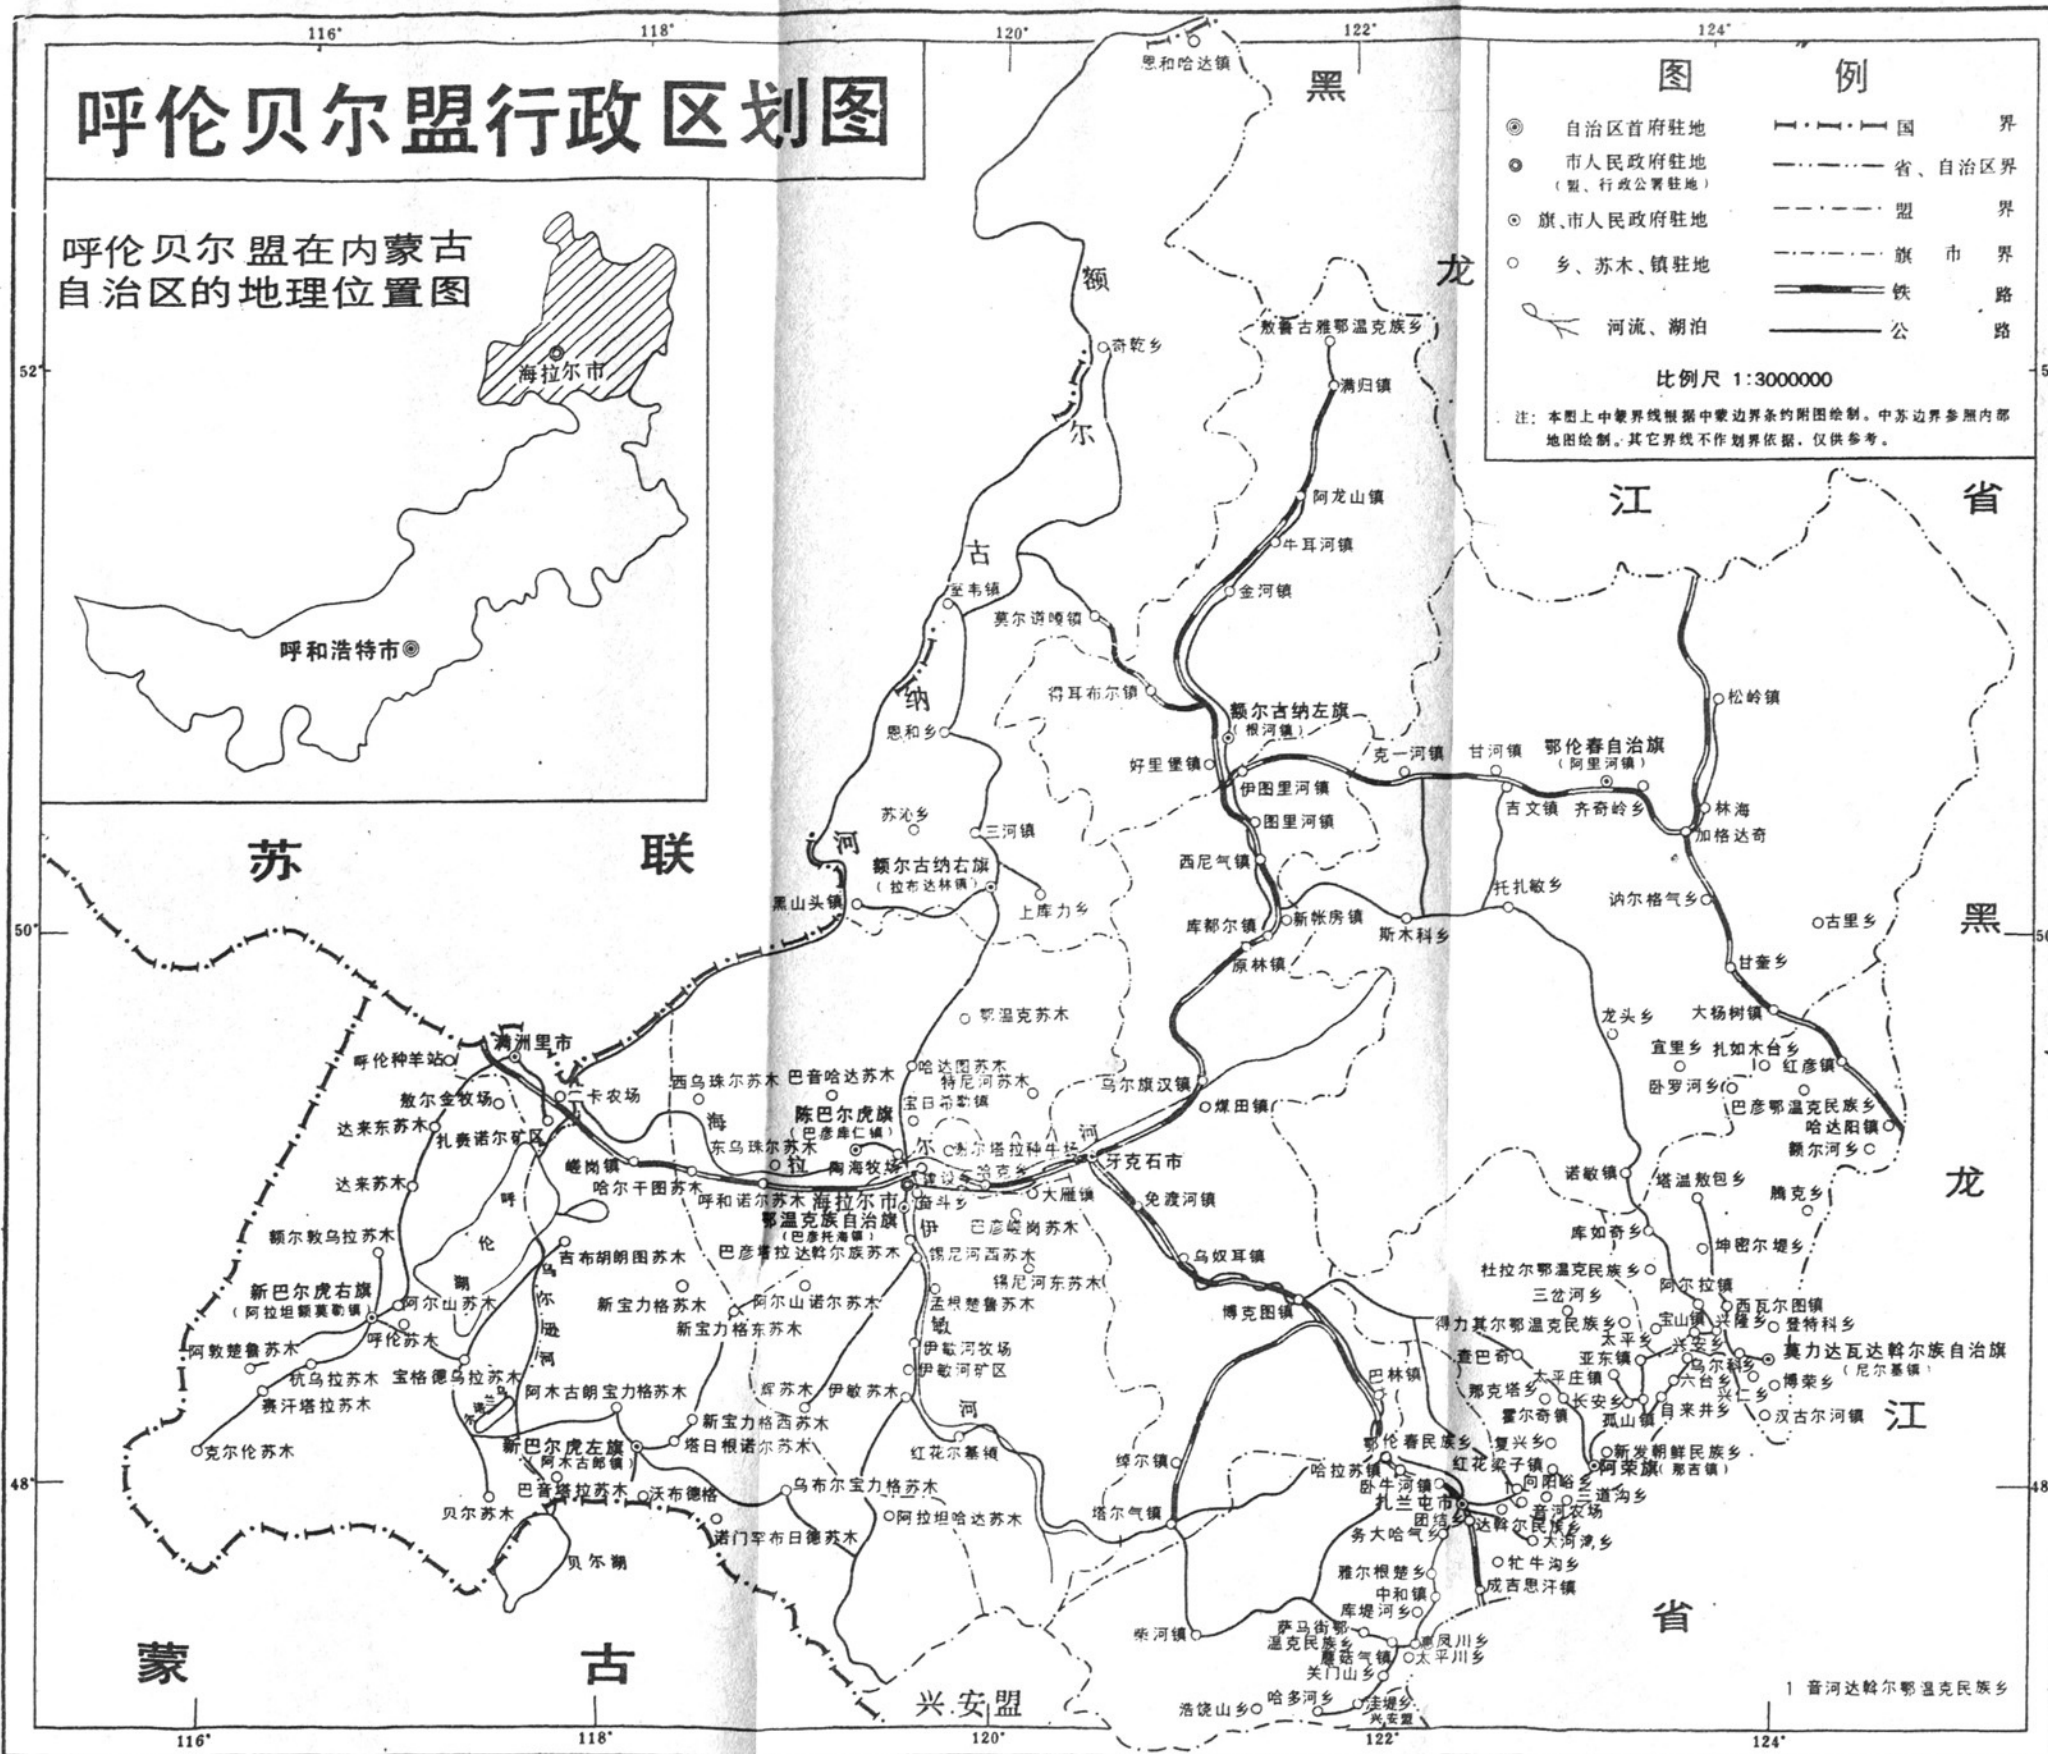 116°
118°
120°
122°
124°
呼伦贝尔盟行政区划图
呼伦贝尔盟在内蒙古
自治区的地理位置图
海拉尔市
呼和浩特市
图 例
自治区首府驻地
市人民政府驻地
(盟、行政公署驻地)
旗、市人民政府驻地
乡、苏木、镇驻地
河流、湖泊
国 界
省、自治区界
盟 界
旗 市 界
铁 路
公 路
比例尺 1:3000000
注: 本图上中蒙界线根据中蒙边界条约附图绘制。中苏边界参照内部
地图绘制。其它界线不作划界依据,仅供参考。
52°
50°
48°
48°
黑
龙
江
省
黑
龙
江
省
苏
联
蒙
古
兴安盟
额
尔
古
纳
河
恩和哈达镇
奇乾乡
敖鲁古雅鄂温克族乡
满归镇
阿龙山镇
牛耳河镇
金河镇
莫尔道嘎镇
得耳布尔镇
恩和乡
额尔古纳左旗
(根河镇)
好里堡镇
伊图里河镇
克一河镇
甘河镇
鄂伦春自治旗
(阿里河镇)
吉文镇
齐奇岭乡
松岭镇
林海
加格达奇
苏沁乡
三河镇
额尔古纳右旗
(拉布达林镇)
黑山头镇
上库力乡
图里河镇
西尼气镇
库都尔镇
新帐房镇
原林镇
斯木科乡
托扎敏乡
讷尔格气乡
古里乡
甘奎乡
大杨树镇
龙头乡
宜里乡
扎如木台乡
红彦镇
卧罗河乡
巴彦鄂温克民族乡
哈达阳镇
额尔河乡
鄂温克苏木
哈达图苏木
特尼河苏木
宝日希勒镇
满洲里市
呼伦种羊站
敖尔金牧场
二卡农场
西乌珠尔苏木
巴音哈达苏木
陈巴尔虎旗
(巴彦库仁镇)
达来东苏木
扎赉诺尔矿区
东乌珠尔苏木
陶海牧场
谢尔塔拉种牛场
海
拉
尔
河
乌尔旗汉镇
煤田镇
牙克石市
嵯岗镇
哈尔干图苏木
呼和诺尔苏木
海拉尔市
建设乡
哈克乡
奋斗乡
大雁镇
免渡河镇
达来苏木
鄂温克族自治旗
(巴彦托海镇)
巴彦嵯岗苏木
额尔敦乌拉苏木
呼
伦
湖
吉布胡朗图苏木
巴彦塔拉达斡尔族苏木
锡尼河西苏木
锡尼河东苏木
乌奴耳镇
新巴尔虎右旗
(阿拉坦额莫勒镇)
阿尔山苏木
呼伦苏木
新宝力格苏木
阿尔山诺尔苏木
新宝力格东苏木
孟根楚鲁苏木
博克图镇
阿敦楚鲁苏木
杭乌拉苏木
宝格德乌拉苏木
赛汗塔拉苏木
克尔伦苏木
阿木古朗宝力格苏木
辉苏木
伊敏苏木
伊敏河牧场
伊敏河矿区
伊
敏
河
新宝力格西苏木
新巴尔虎左旗
(阿木古郎镇)
塔日根诺尔苏木
红花尔基镇
巴音塔拉苏木
沃布德格
乌布尔宝力格苏木
贝尔苏木
诺门罕布日德苏木
阿拉坦哈达苏木
贝尔湖
绰尔镇
塔尔气镇
柴河镇
诺敏镇
塔温敖包乡
腾克乡
库如奇乡
坤密尔堤乡
杜拉尔鄂温克民族乡
阿尔拉镇
三岔河乡
西瓦尔图镇
得力其尔鄂温克民族乡
宝山镇
兴隆乡
登特科乡
太平乡
兴安乡
查巴奇
亚东镇
乌尔科乡
莫力达瓦达斡尔族自治旗
(尼尔基镇)
太平庄镇
六台乡
博荣乡
那克塔乡
长安乡
兴仁乡
霍尔奇镇
孤山镇
自来井乡
汉古尔河镇
巴林镇
鄂伦春民族乡
复兴乡
新发朝鲜民族乡
哈拉苏镇
红花梁子镇
阿荣旗
(那吉镇)
卧牛河镇
向阳峪乡
扎兰屯市
三道沟乡
音河农场
团结乡
达斡尔民族乡
务大哈气乡
大河湾乡
牤牛沟乡
雅尔根楚乡
成吉思汗镇
中和镇
库堤河乡
萨马街鄂
温克民族乡
惠凤川乡
蘑菇气镇
太平川乡
关门山乡
哈多河乡
浩饶山乡
洼堤乡
兴安盟
1 音河达斡尔鄂温克民族乡
116°
118°
120°
122°
124°